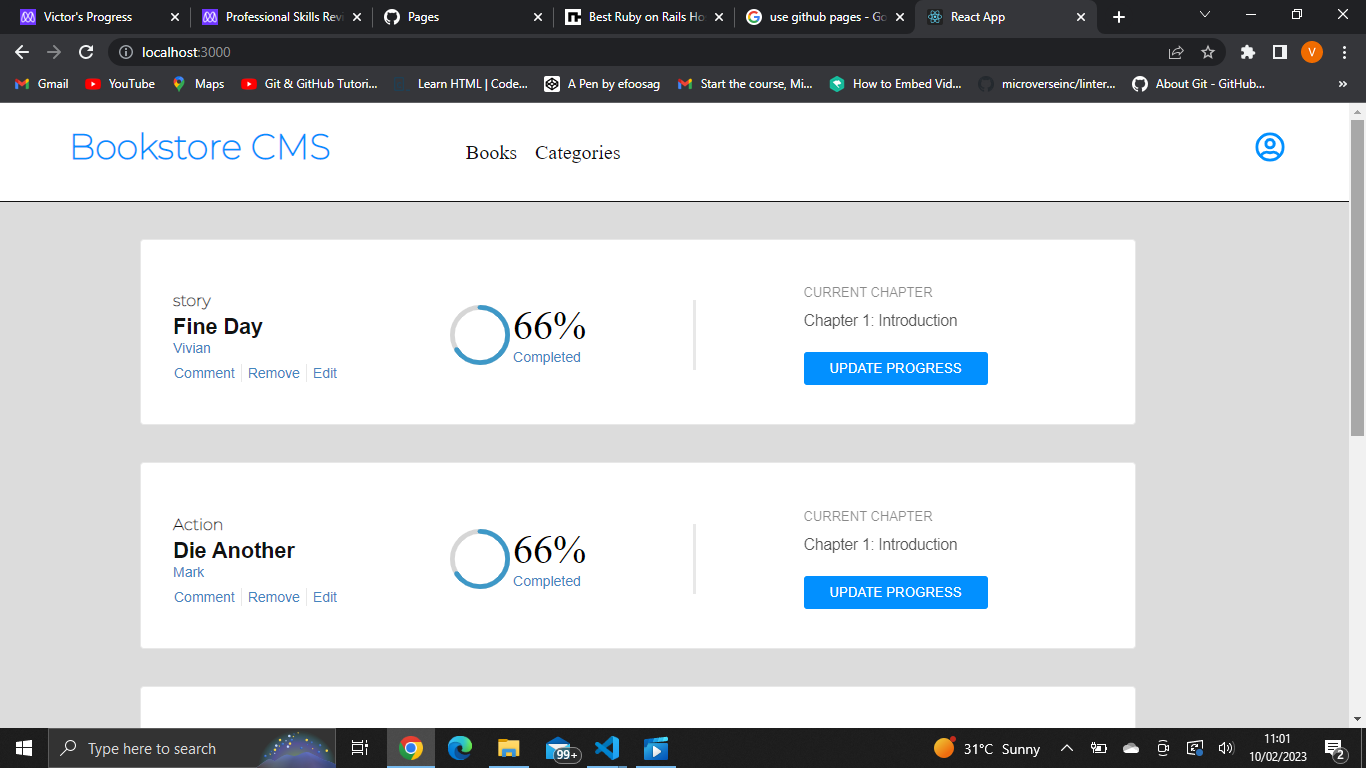 Victor's Progress
Professional Skills Revi
Pages
Best Ruby on Rails Ho
use github pages - Go
React App
localhost:3000
V
Gmail
YouTube
Maps
Git & GitHub Tutori...
Learn HTML | Code...
A Pen by efoosag
Start the course, Mi...
How to Embed Vid...
microverseinc/linter...
About Git - GitHub...
»
Bookstore CMS
Books
Categories
story
Fine Day
Vivian
Comment
Remove
Edit
66%
Completed
CURRENT CHAPTER
Chapter 1: Introduction
UPDATE PROGRESS
Action
Die Another
Mark
Comment
Remove
Edit
66%
Completed
CURRENT CHAPTER
Chapter 1: Introduction
UPDATE PROGRESS
Type here to search
99+
31°C Sunny
11:01
10/02/2023
2